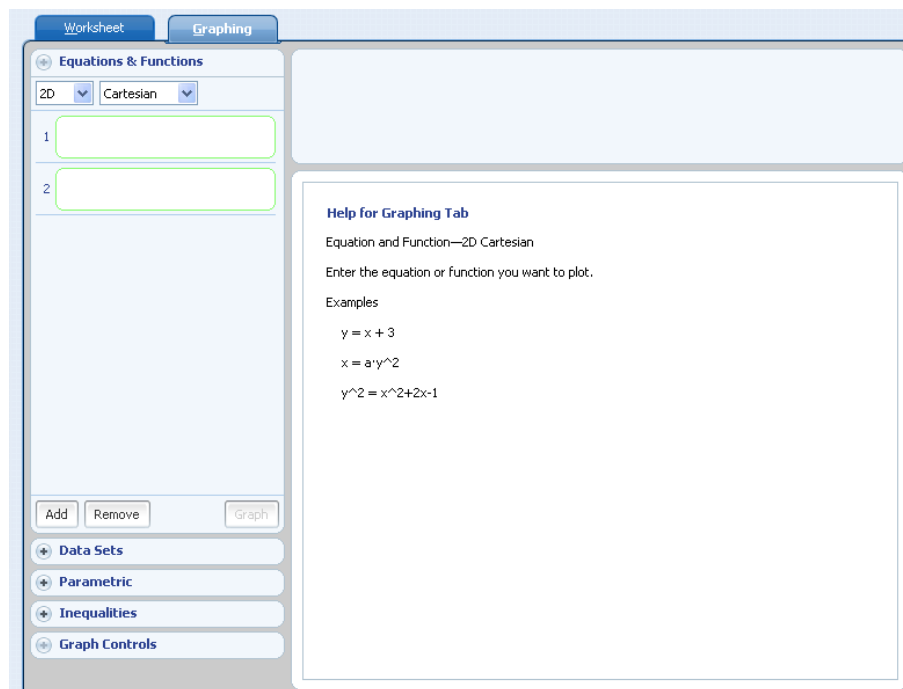 Worksheet
Graphing
Equations & Functions
2D
Cartesian
1
2
Add
Remove
Graph
Data Sets
Parametric
Inequalities
Graph Controls
Help for Graphing Tab
Equation and Function—2D Cartesian
Enter the equation or function you want to plot.
Examples
y = x + 3
x = a·y^2
y^2 = x^2+2x-1